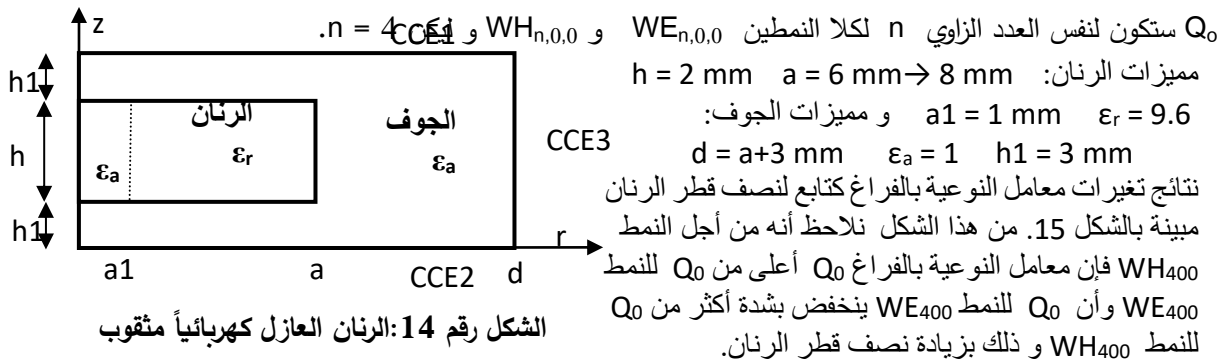 Qₒ ستكون لنفس العدد الزاوي n لكلا النمطين WEₙ,₀,₀ و WHₙ,₀,₀ و ليكن n = 4.
مميزات الرنان: h = 2 mm a = 6 mm→ 8 mm
a1 = 1 mm εᵣ = 9.6 و مميزات الجوف:
d = a+3 mm εₐ = 1 h1 = 3 mm
نتائج تغيرات معامل النوعية بالفراغ كتابع لنصف قطر الرنان
مبينة بالشكل 15. من هذا الشكل نلاحظ أنه من أجل النمط
WH₄₀₀ فإن معامل النوعية بالفراغ Q₀ أعلى من Q₀ للنمط
WE₄₀₀ وأن Q₀ للنمط WE₄₀₀ ينخفض بشدة أكثر من Q₀
للنمط WH₄₀₀ و ذلك بزيادة نصف قطر الرنان.
z
CCE1
h1
الرنان
الجوف
CCE3
h
εₐ
εᵣ
εₐ
h1
r
a1
a
CCE2
d
الشكل رقم 14:الرنان العازل كهربائياً مثقوب